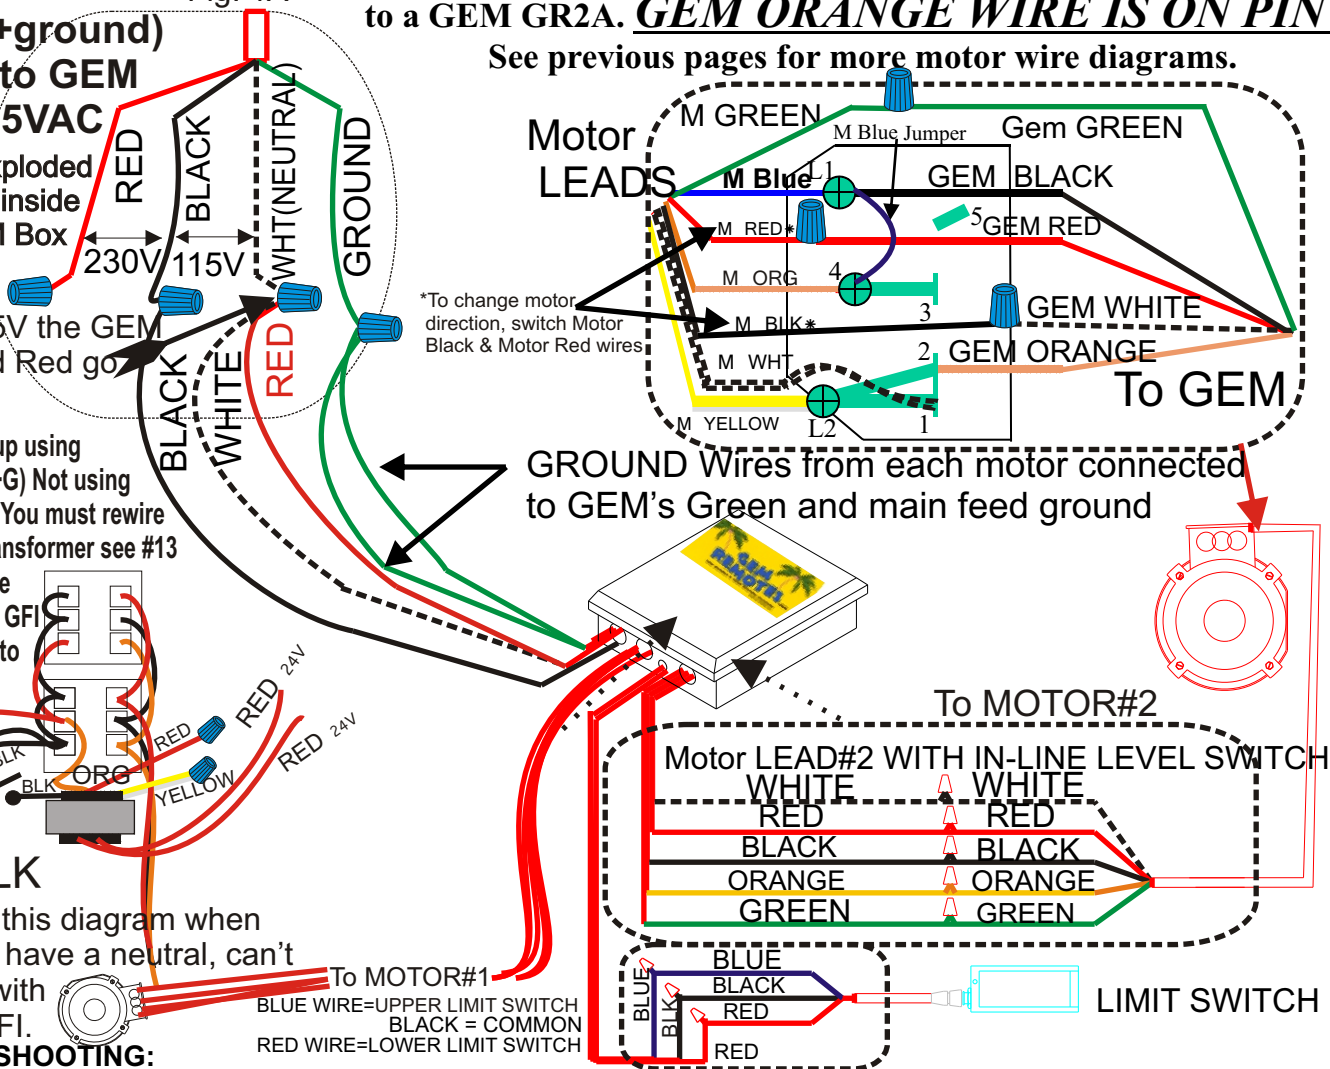 to a GEM GR2A. GEM ORANGE WIRE IS ON PIN
See previous pages for more motor wire diagrams.
+ground)
to GEM
5VAC
xploded
inside
M Box
RED
BLACK
WHT(NEUTRAL)
GROUND
230V
115V
5V the GEM
d Red go
BLACK
WHITE
RED
Motor
LEADS
M GREEN
Gem GREEN
M Blue Jumper
M Blue
L1
GEM BLACK
M RED*
5
GEM RED
M ORG
4
3
M BLK*
GEM WHITE
M WHT
2
GEM ORANGE
M YELLOW
L2
1
To GEM
*To change motor
direction, switch Motor
Black & Motor Red wires
GROUND Wires from each motor connected
to GEM's Green and main feed ground
up using
+G) Not using
You must rewire
ansformer see #13
e
GFI
to
GEM
REMOTES
RED 24V
RED 24V
RED
YELLOW
ORG
BLK
BLK
LK
this diagram when
have a neutral, can't
with
FI.
SHOOTING:
To MOTOR#1
BLUE WIRE=UPPER LIMIT SWITCH
BLACK = COMMON
RED WIRE=LOWER LIMIT SWITCH
To MOTOR#2
Motor LEAD#2 WITH IN-LINE LEVEL SWITCH
WHITE WHITE
RED RED
BLACK BLACK
ORANGE ORANGE
GREEN GREEN
BLUE
BLACK
RED
RED
BLUE
BLK
LIMIT SWITCH